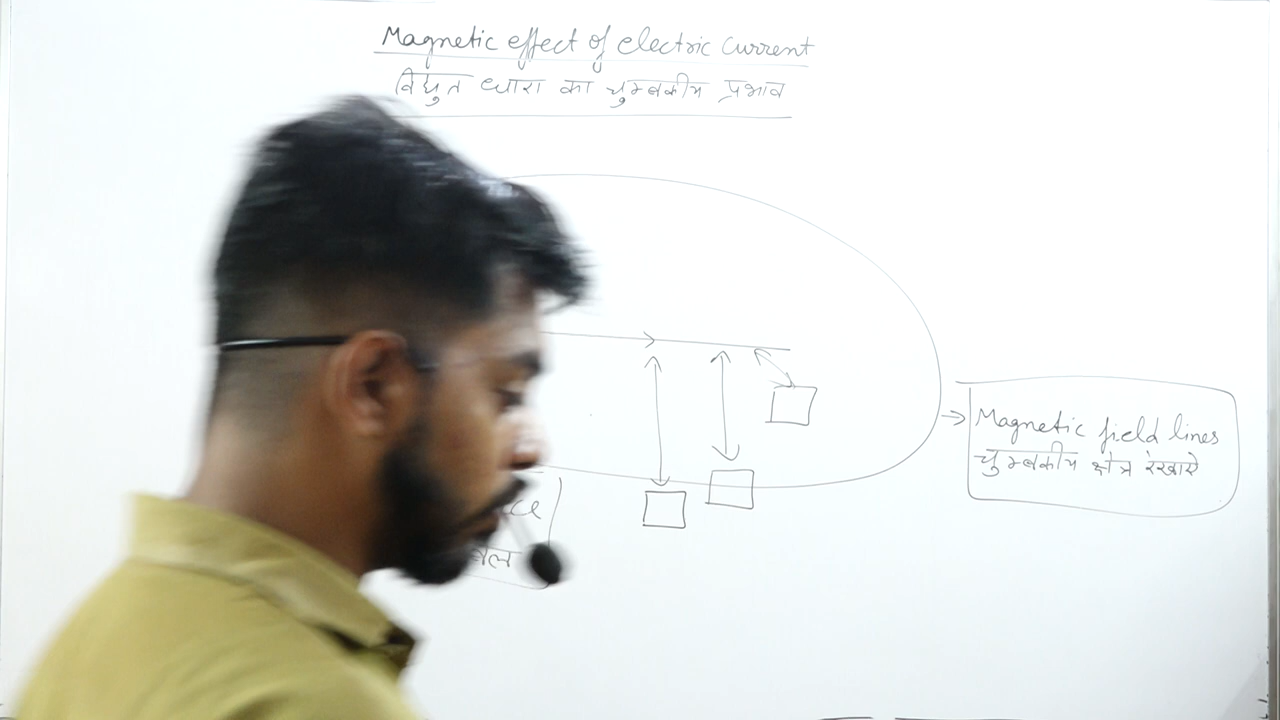 Magnetic effect of electric current
विद्युत धारा का चुम्बकीय प्रभाव
Magnetic field lines
चुम्बकीय क्षेत्र रेखाऐ